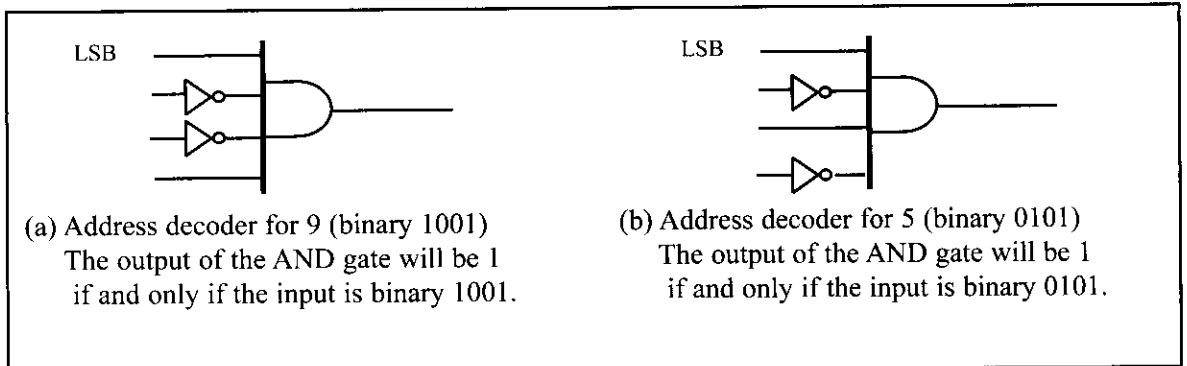 LSB
LSB
(a) Address decoder for 9 (binary 1001)
The output of the AND gate will be 1
if and only if the input is binary 1001.
(b) Address decoder for 5 (binary 0101)
The output of the AND gate will be 1
if and only if the input is binary 0101.